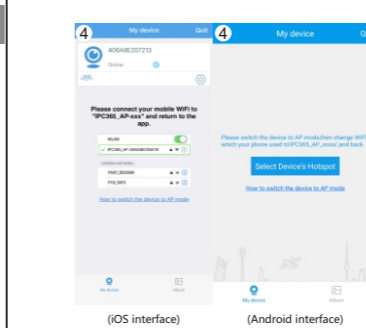 4
My device
Quit
4D6A8E207213
Online
Please connect your mobile WiFi to
"IPC365_AP-xxx" and return to the
app.
WLAN
HOW to switch the device to AP mode
My device
Album
(iOS interface)
4
My device
Please switch the device to AP mode,then change WIFI
which your phone used to'IPC365_AP_xxxxx',and back
Select Device's Hotspot
How to switch the device to AP mode
My device
Album
(Android interface)